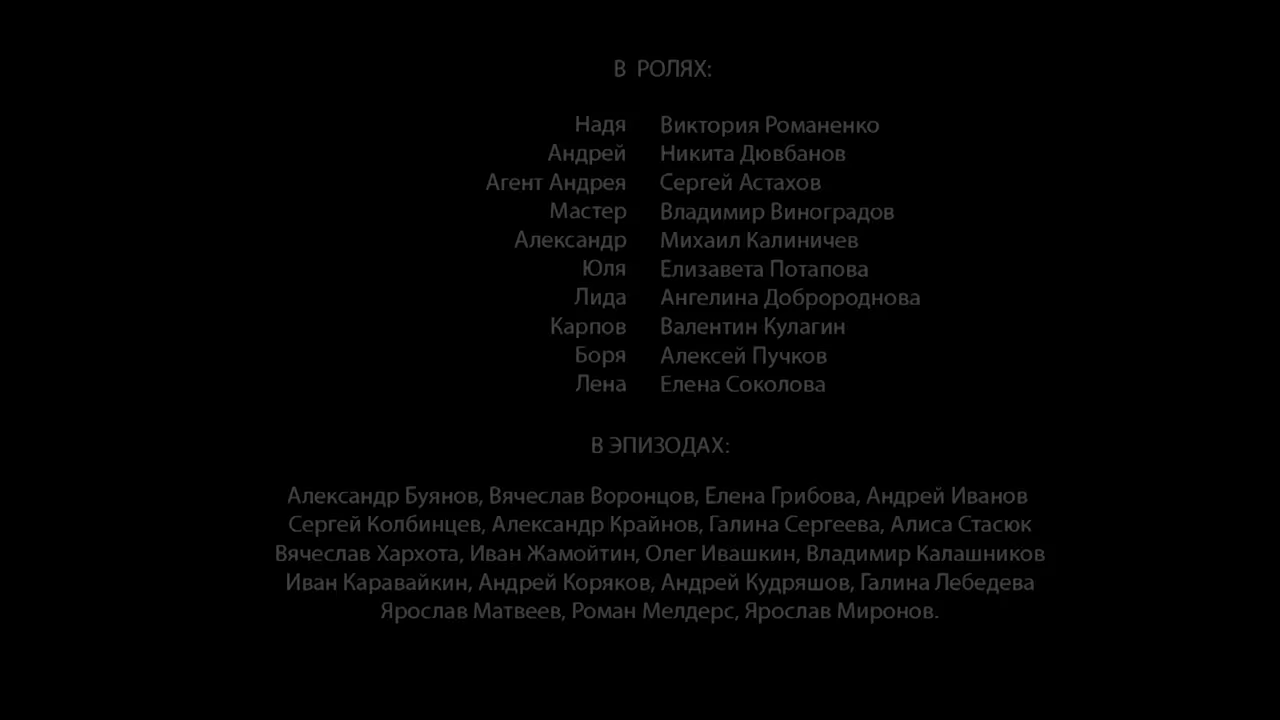 В РОЛЯХ:
Надя Виктория Романенко
Андрей Никита Дювбанов
Агент Андрея Сергей Астахов
Мастер Владимир Виноградов
Александр Михаил Калиничев
Юля Елизавета Потапова
Лида Ангелина Добророднова
Карпов Валентин Кулагин
Боря Алексей Пучков
Лена Елена Соколова
В ЭПИЗОДАХ:
Александр Буянов, Вячеслав Воронцов, Елена Грибова, Андрей Иванов
Сергей Колбинцев, Александр Крайнов, Галина Сергеева, Алиса Стасюк
Вячеслав Хархота, Иван Жамойтин, Олег Ивашкин, Владимир Калашников
Иван Каравайкин, Андрей Коряков, Андрей Кудряшов, Галина Лебедева
Ярослав Матвеев, Роман Мелдерс, Ярослав Миронов.